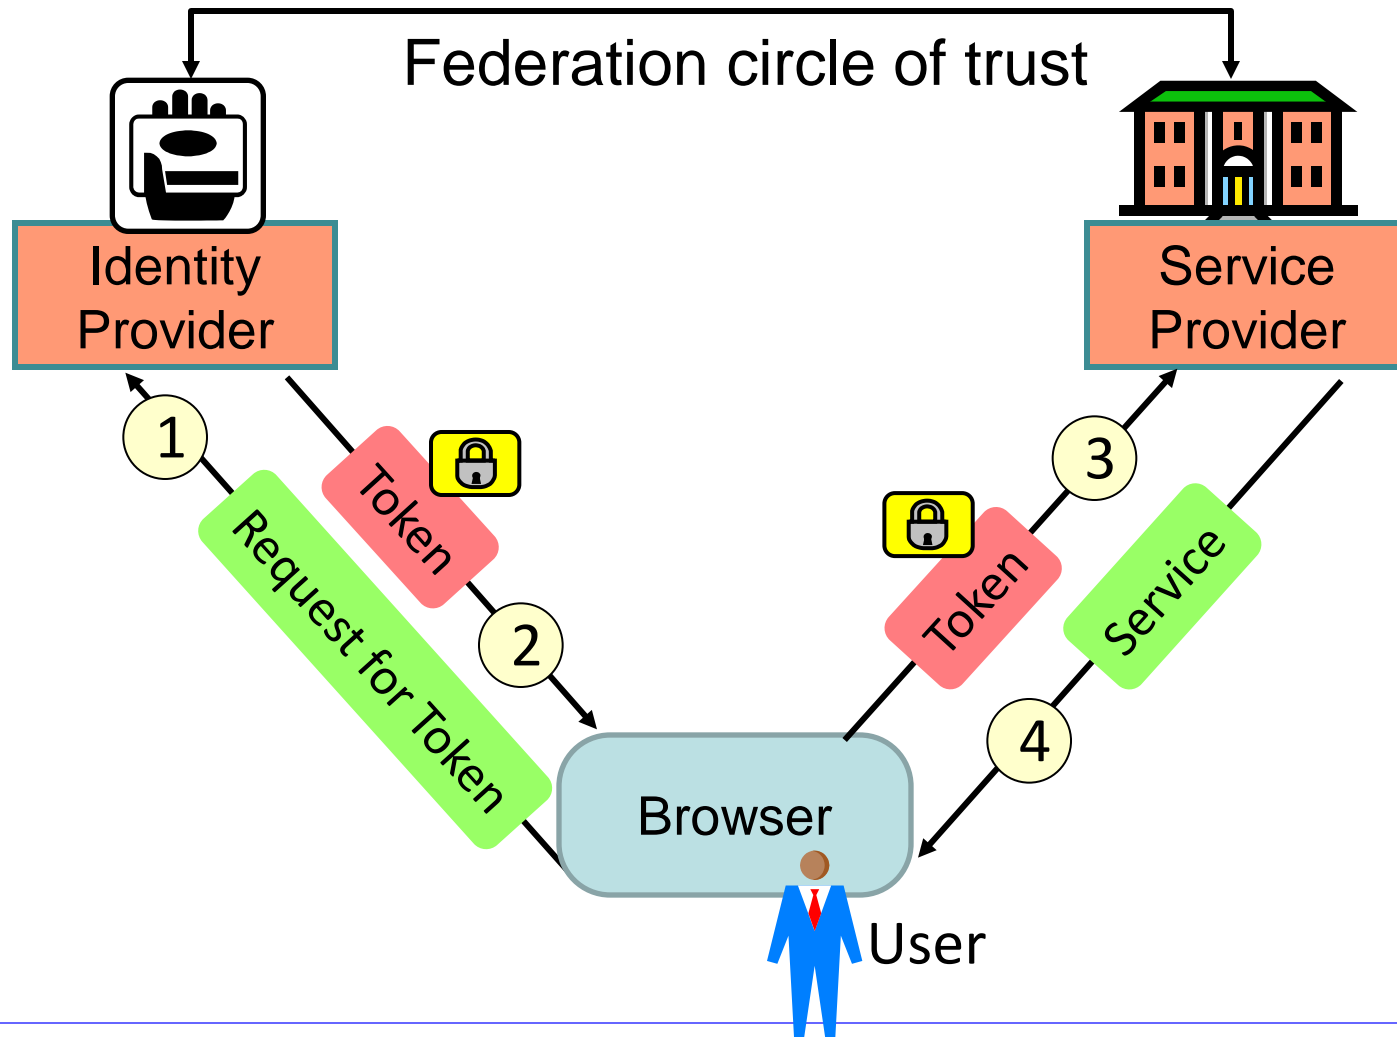 Federation circle of trust
Identity
Provider
Service
Provider
1
Token
3
Request for Token
Token
Service
2
4
Browser
User